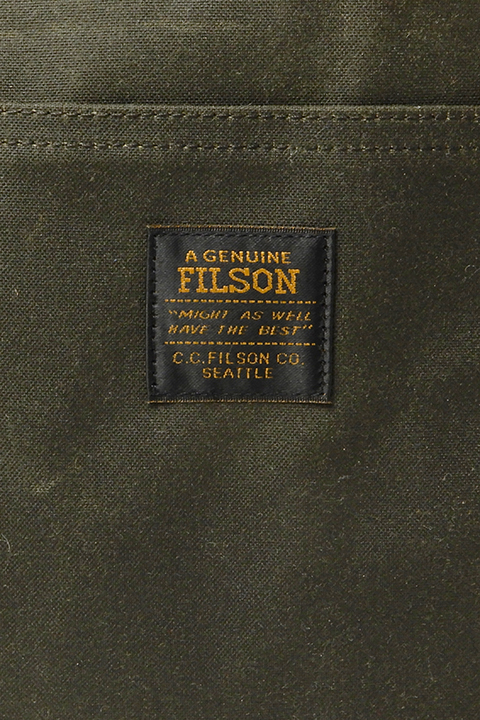 A GENUINE
FILSON
"MIGHT AS WELL
HAVE THE BEST"
C.C.FILSON CO.
SEATTLE